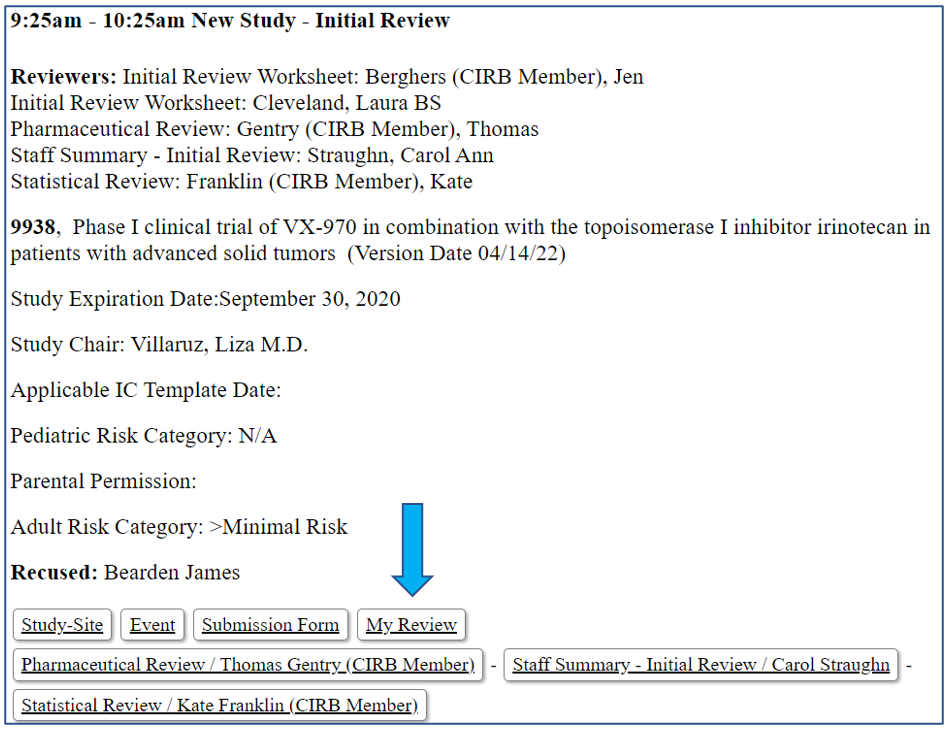 9:25am - 10:25am New Study - Initial Review
Reviewers: Initial Review Worksheet: Berghers (CIRB Member), Jen
Initial Review Worksheet: Cleveland, Laura BS
Pharmaceutical Review: Gentry (CIRB Member), Thomas
Staff Summary - Initial Review: Straughn, Carol Ann
Statistical Review: Franklin (CIRB Member), Kate
9938,  Phase I clinical trial of VX-970 in combination with the topoisomerase I inhibitor irinotecan in
patients with advanced solid tumors  (Version Date 04/14/22)
Study Expiration Date:September 30, 2020
Study Chair: Villaruz, Liza M.D.
Applicable IC Template Date:
Pediatric Risk Category: N/A
Parental Permission:
Adult Risk Category: >Minimal Risk
Recused: Bearden James
Study-Site Event Submission Form My Review
Pharmaceutical Review / Thomas Gentry (CIRB Member) - Staff Summary - Initial Review / Carol Straughn -
Statistical Review / Kate Franklin (CIRB Member)